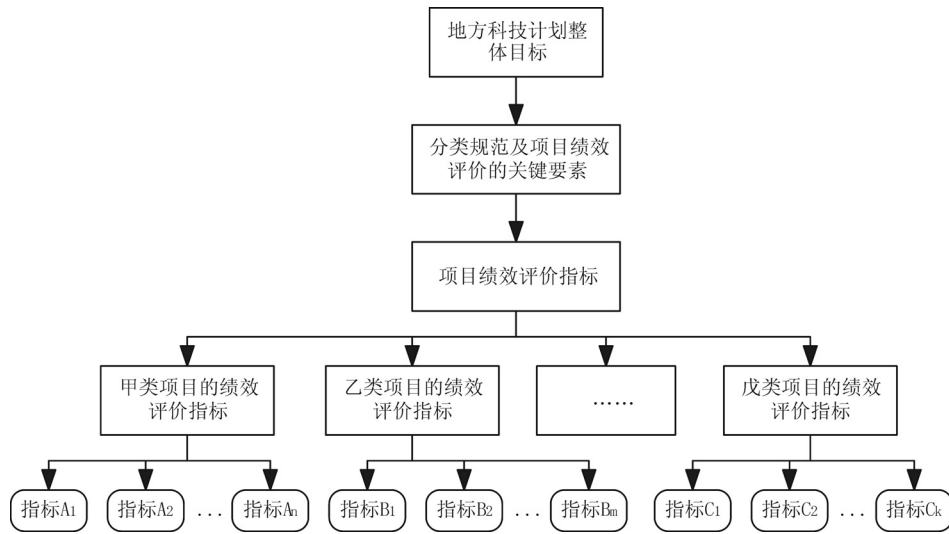 地方科技计划整
体目标
分类规范及项目绩效
评价的关键要素
项目绩效评价指标
甲类项目的绩效
评价指标
乙类项目的绩效
评价指标
……
戊类项目的绩效
评价指标
指标A1 指标A2 ... 指标An 指标B1 指标B2 ... 指标Bm 指标C1 指标C2 ... 指标Ck